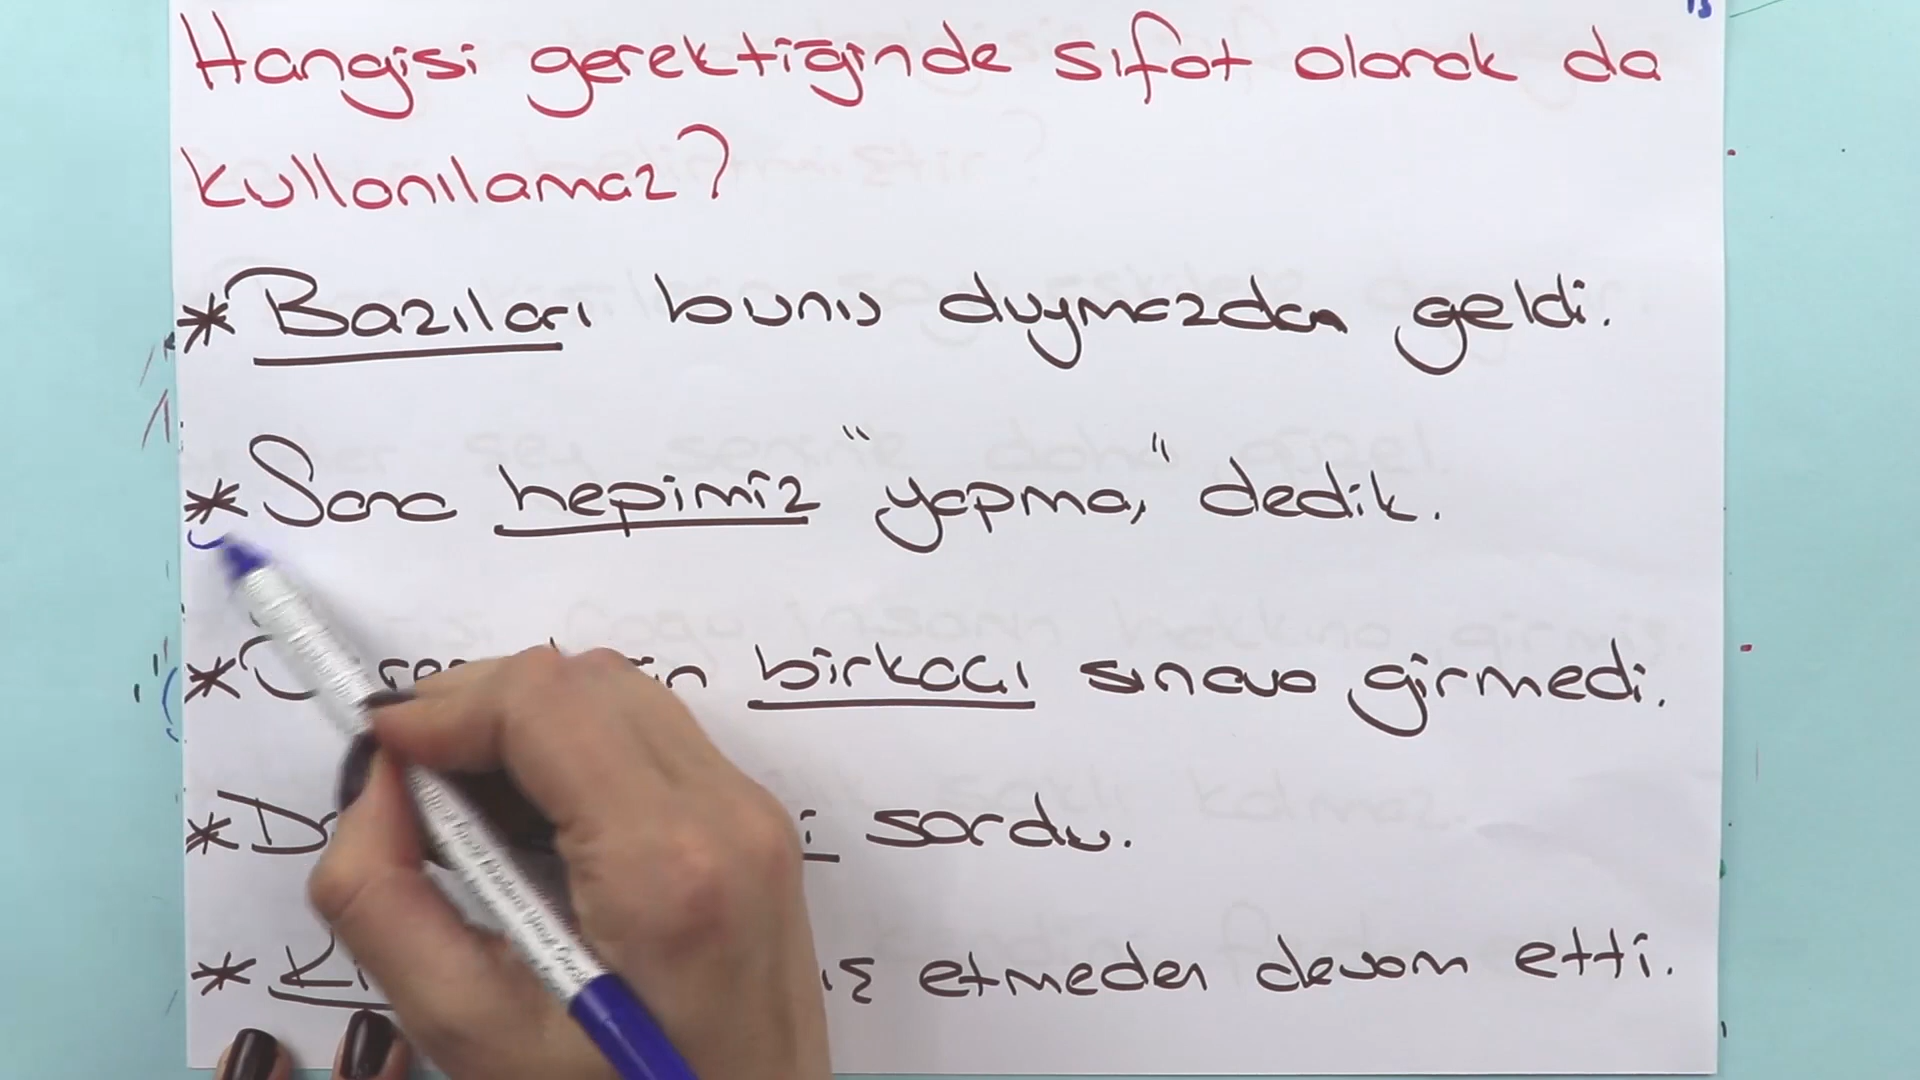 Hangisi gerektiğinde sıfat olarak da
kullanılamaz?
* Bazıları bunu duymazdan geldi.
* Sana hepimiz "yapma," dedik.
* birkaçı sınava girmedi.
* sordu.
* etmeden devam etti.